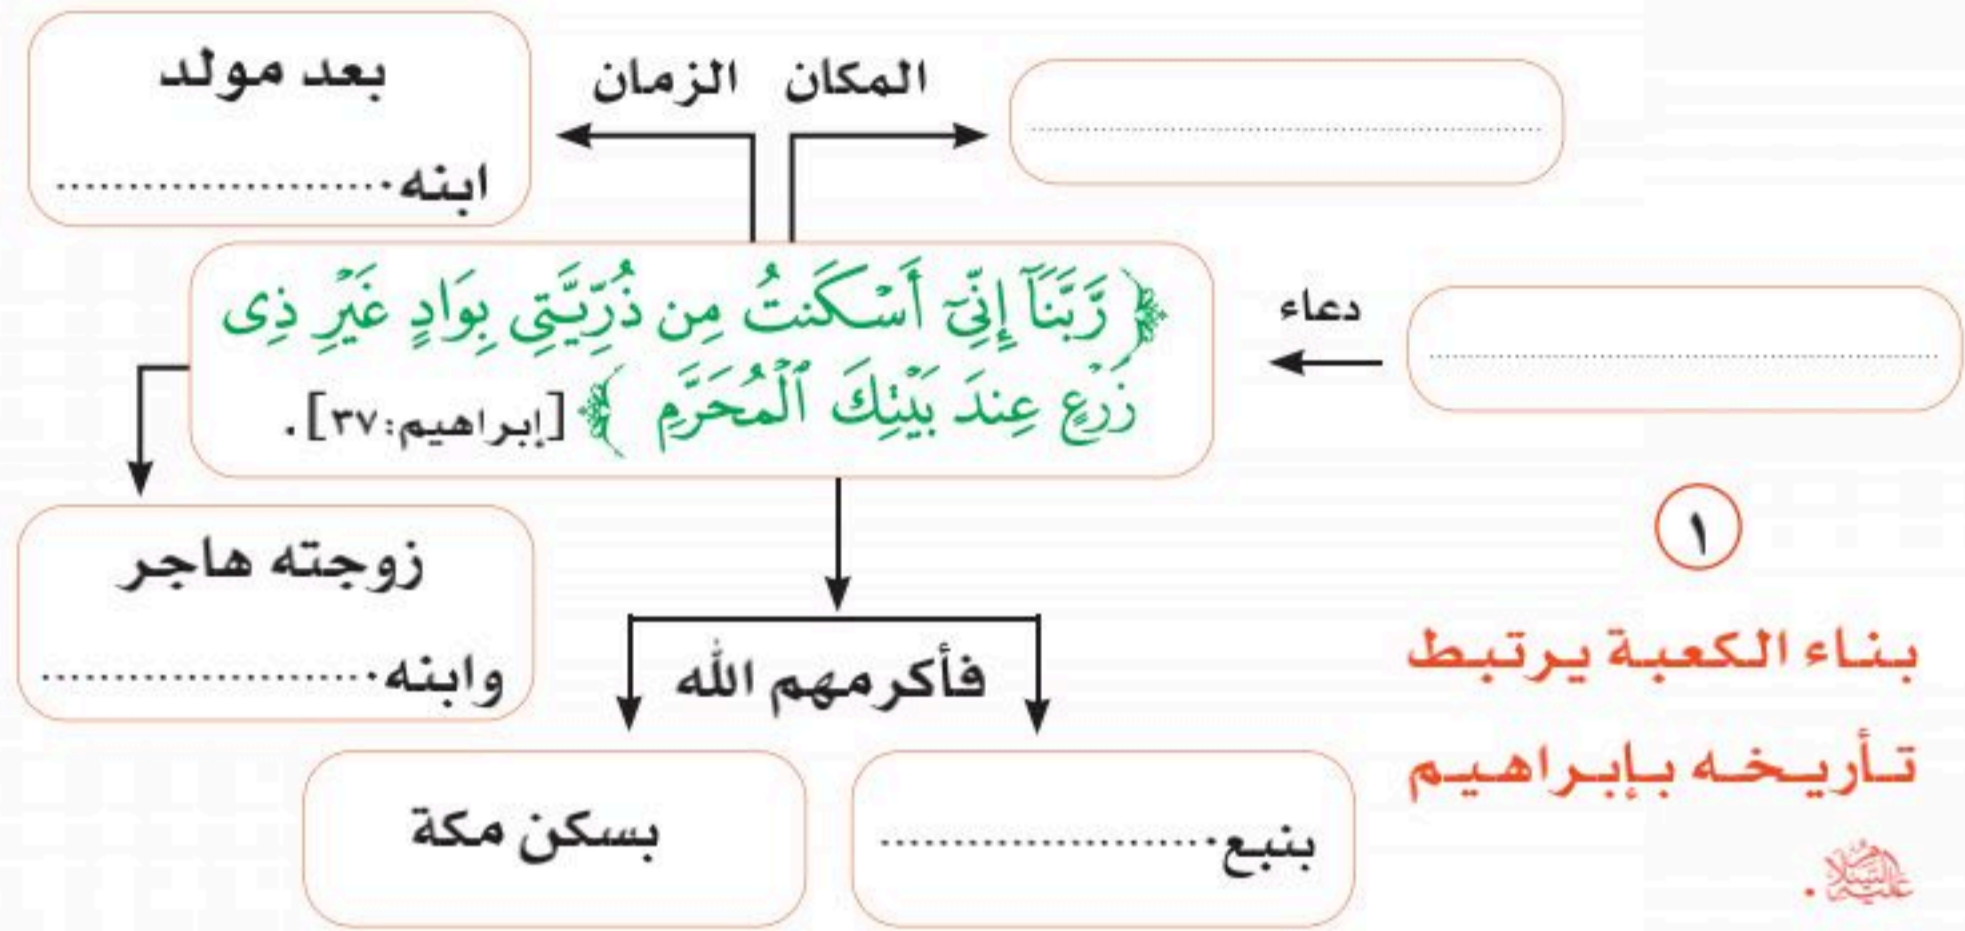 المكان
الزمان
بعد مولد
ابنه ......................
دعاء
﴿ رَّبَّنَآ إِنِّيٓ أَسْكَنتُ مِن ذُرِّيَّتِي بِوَادٍ غَيْرِ ذِى
زَرْعٍ عِندَ بَيْتِكَ ٱلْمُحَرَّمِ ﴾ [إبراهيم:٣٧].
زوجته هاجر
وابنه ......................
فأكرمهم الله
بنبع ......................
بسكن مكة
١
بناء الكعبة يرتبط
تأريخه بإبراهيم
عليه السلام.